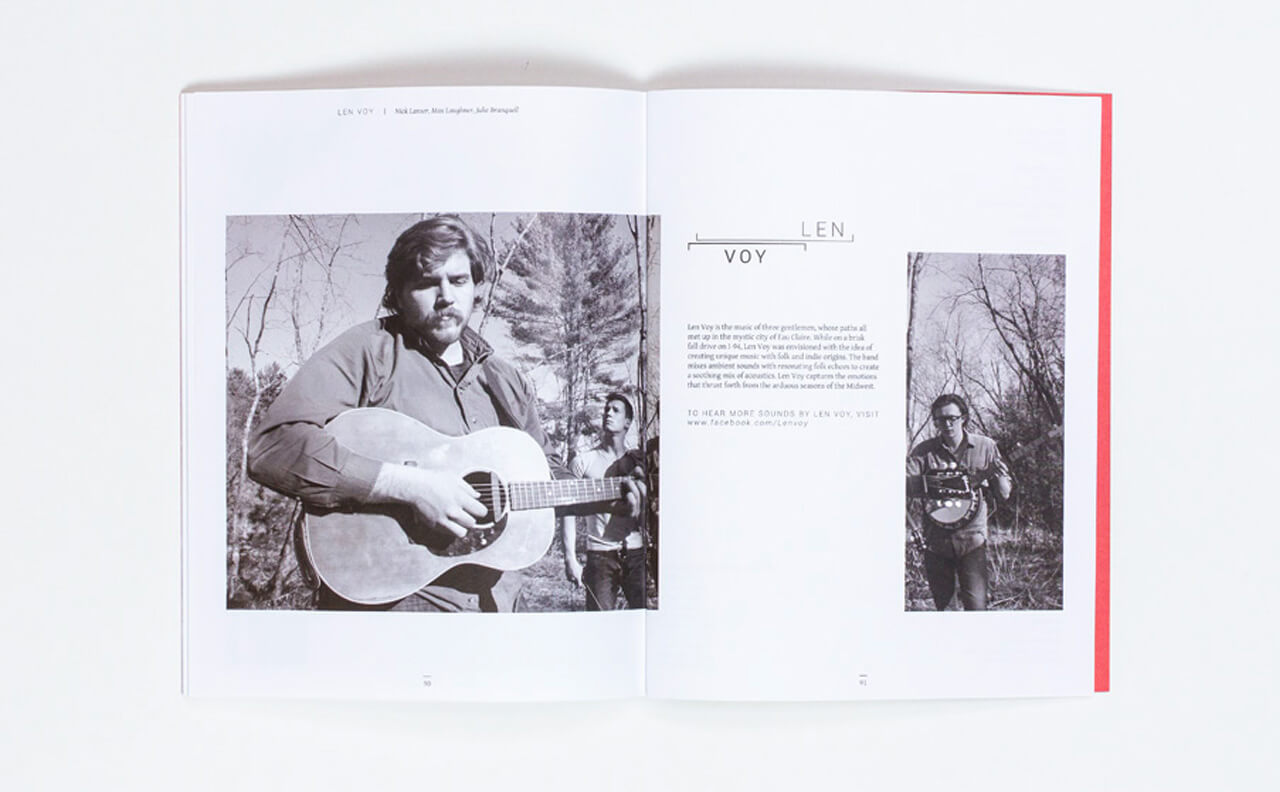 LEN VOY | Nick Lanser, Max Laughner, Julie Branquell
LEN
VOY
Len Voy is the music of three gentlemen, whose paths all
met up in the mystic city of Eau Claire. While on a brisk
fall drive on I-94, Len Voy was envisioned with the idea of
creating unique music with folk and indie origins. The band
mixes ambient sounds with resonating folk echoes to create
a soothing mix of acoustics. Len Voy captures the emotions
that thrust forth from the arduous seasons of the Midwest.
TO HEAR MORE SOUNDS BY LEN VOY, VISIT
www.facebook.com/Lenvoy
90
91